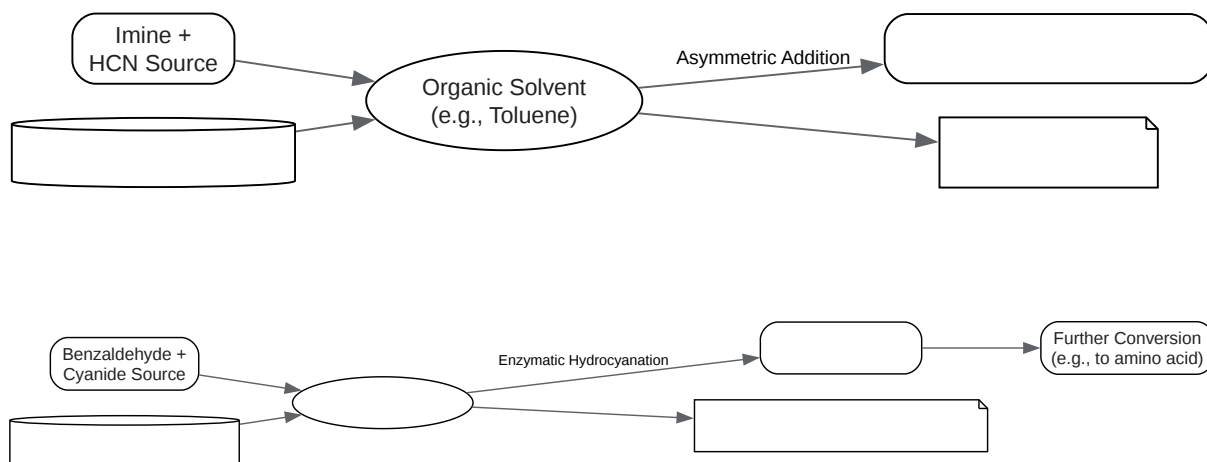 Imine +
HCN Source
Organic Solvent
(e.g., Toluene)
Asymmetric Addition
Benzaldehyde +
Cyanide Source
Enzymatic Hydrocyanation
Further Conversion
(e.g., to amino acid)